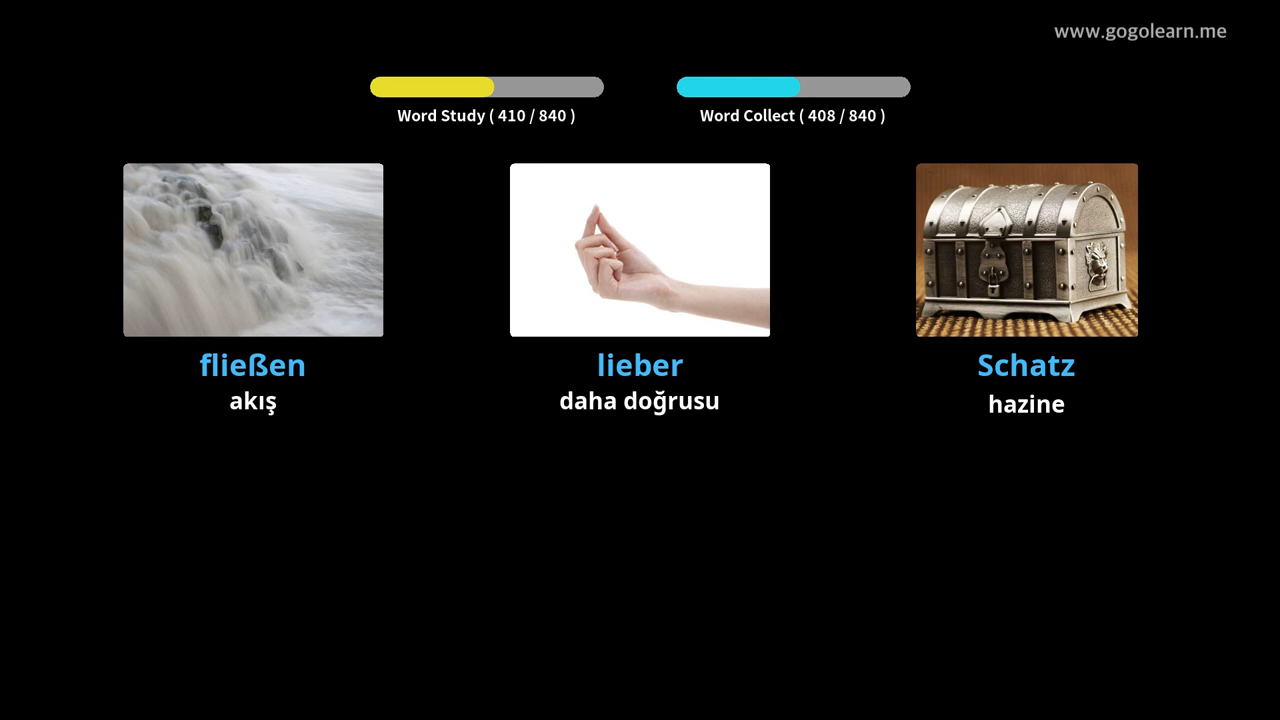 www.gogolearn.me
Word Study ( 410 / 840 )
Word Collect ( 408 / 840 )
fließen
akış
lieber
daha doğrusu
Schatz
hazine